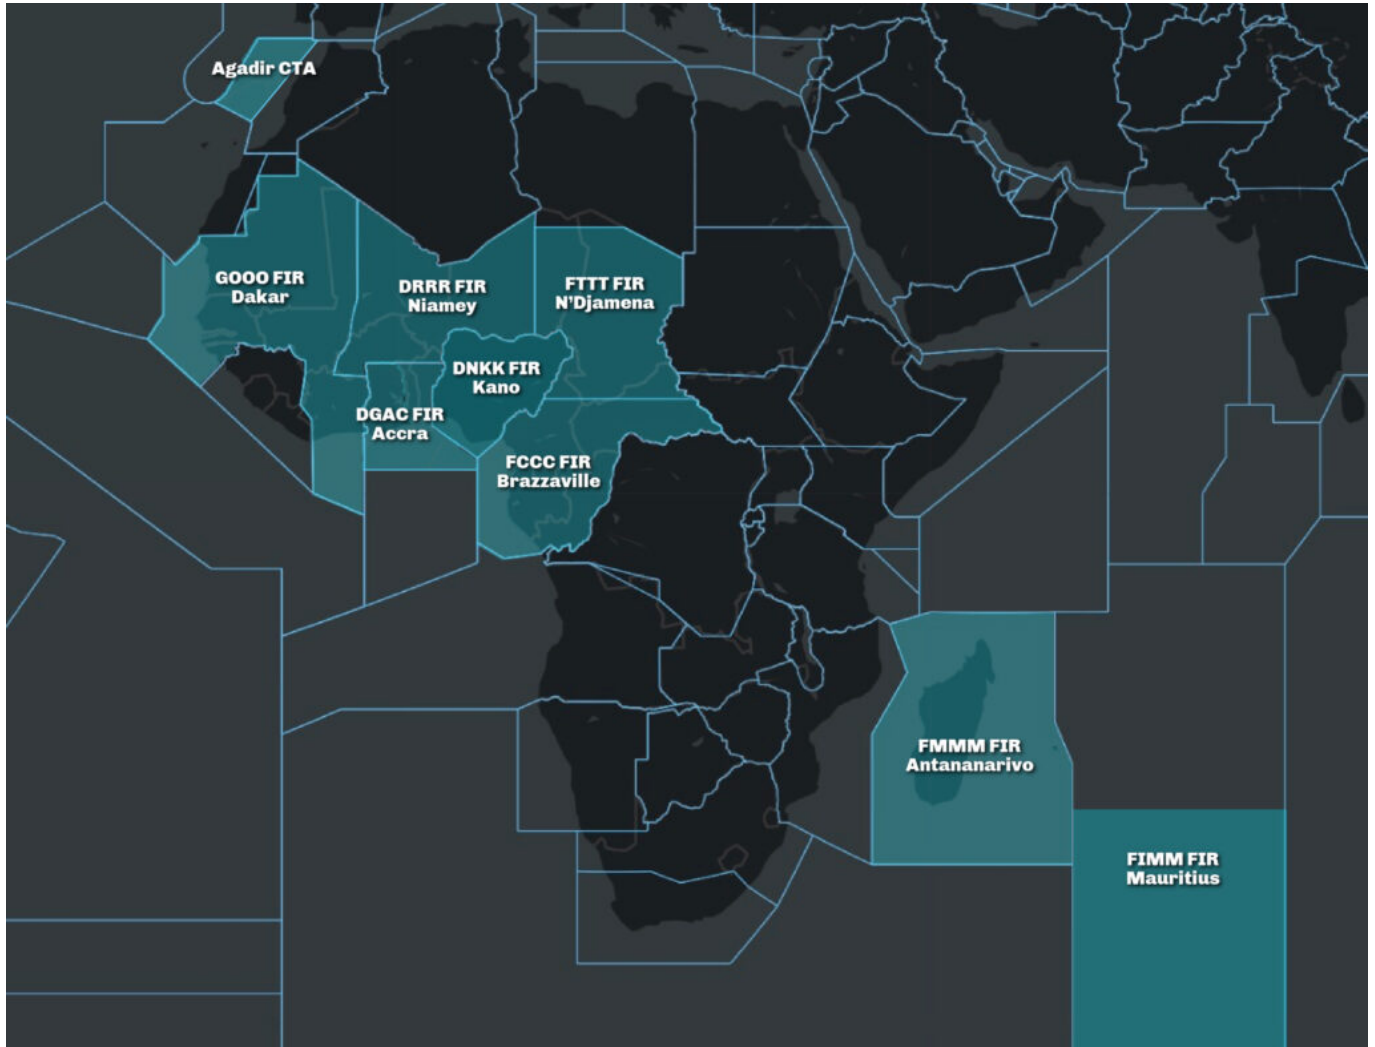 Agadir CTA
GOOO FIR
Dakar
DRRR FIR
Niamey
FTTT FIR
N'Djamena
DNKK FIR
Kano
DGAC FIR
Accra
FCCC FIR
Brazzaville
FMMM FIR
Antananarivo
FIMM FIR
Mauritius